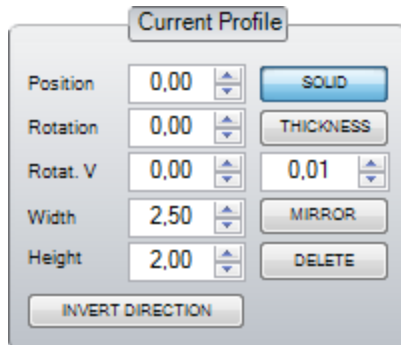 Current Profile
Position 0,00 SOLID
Rotation 0,00 THICKNESS
Rotat. V 0,00 0,01
Width 2,50 MIRROR
Height 2,00 DELETE
INVERT DIRECTION